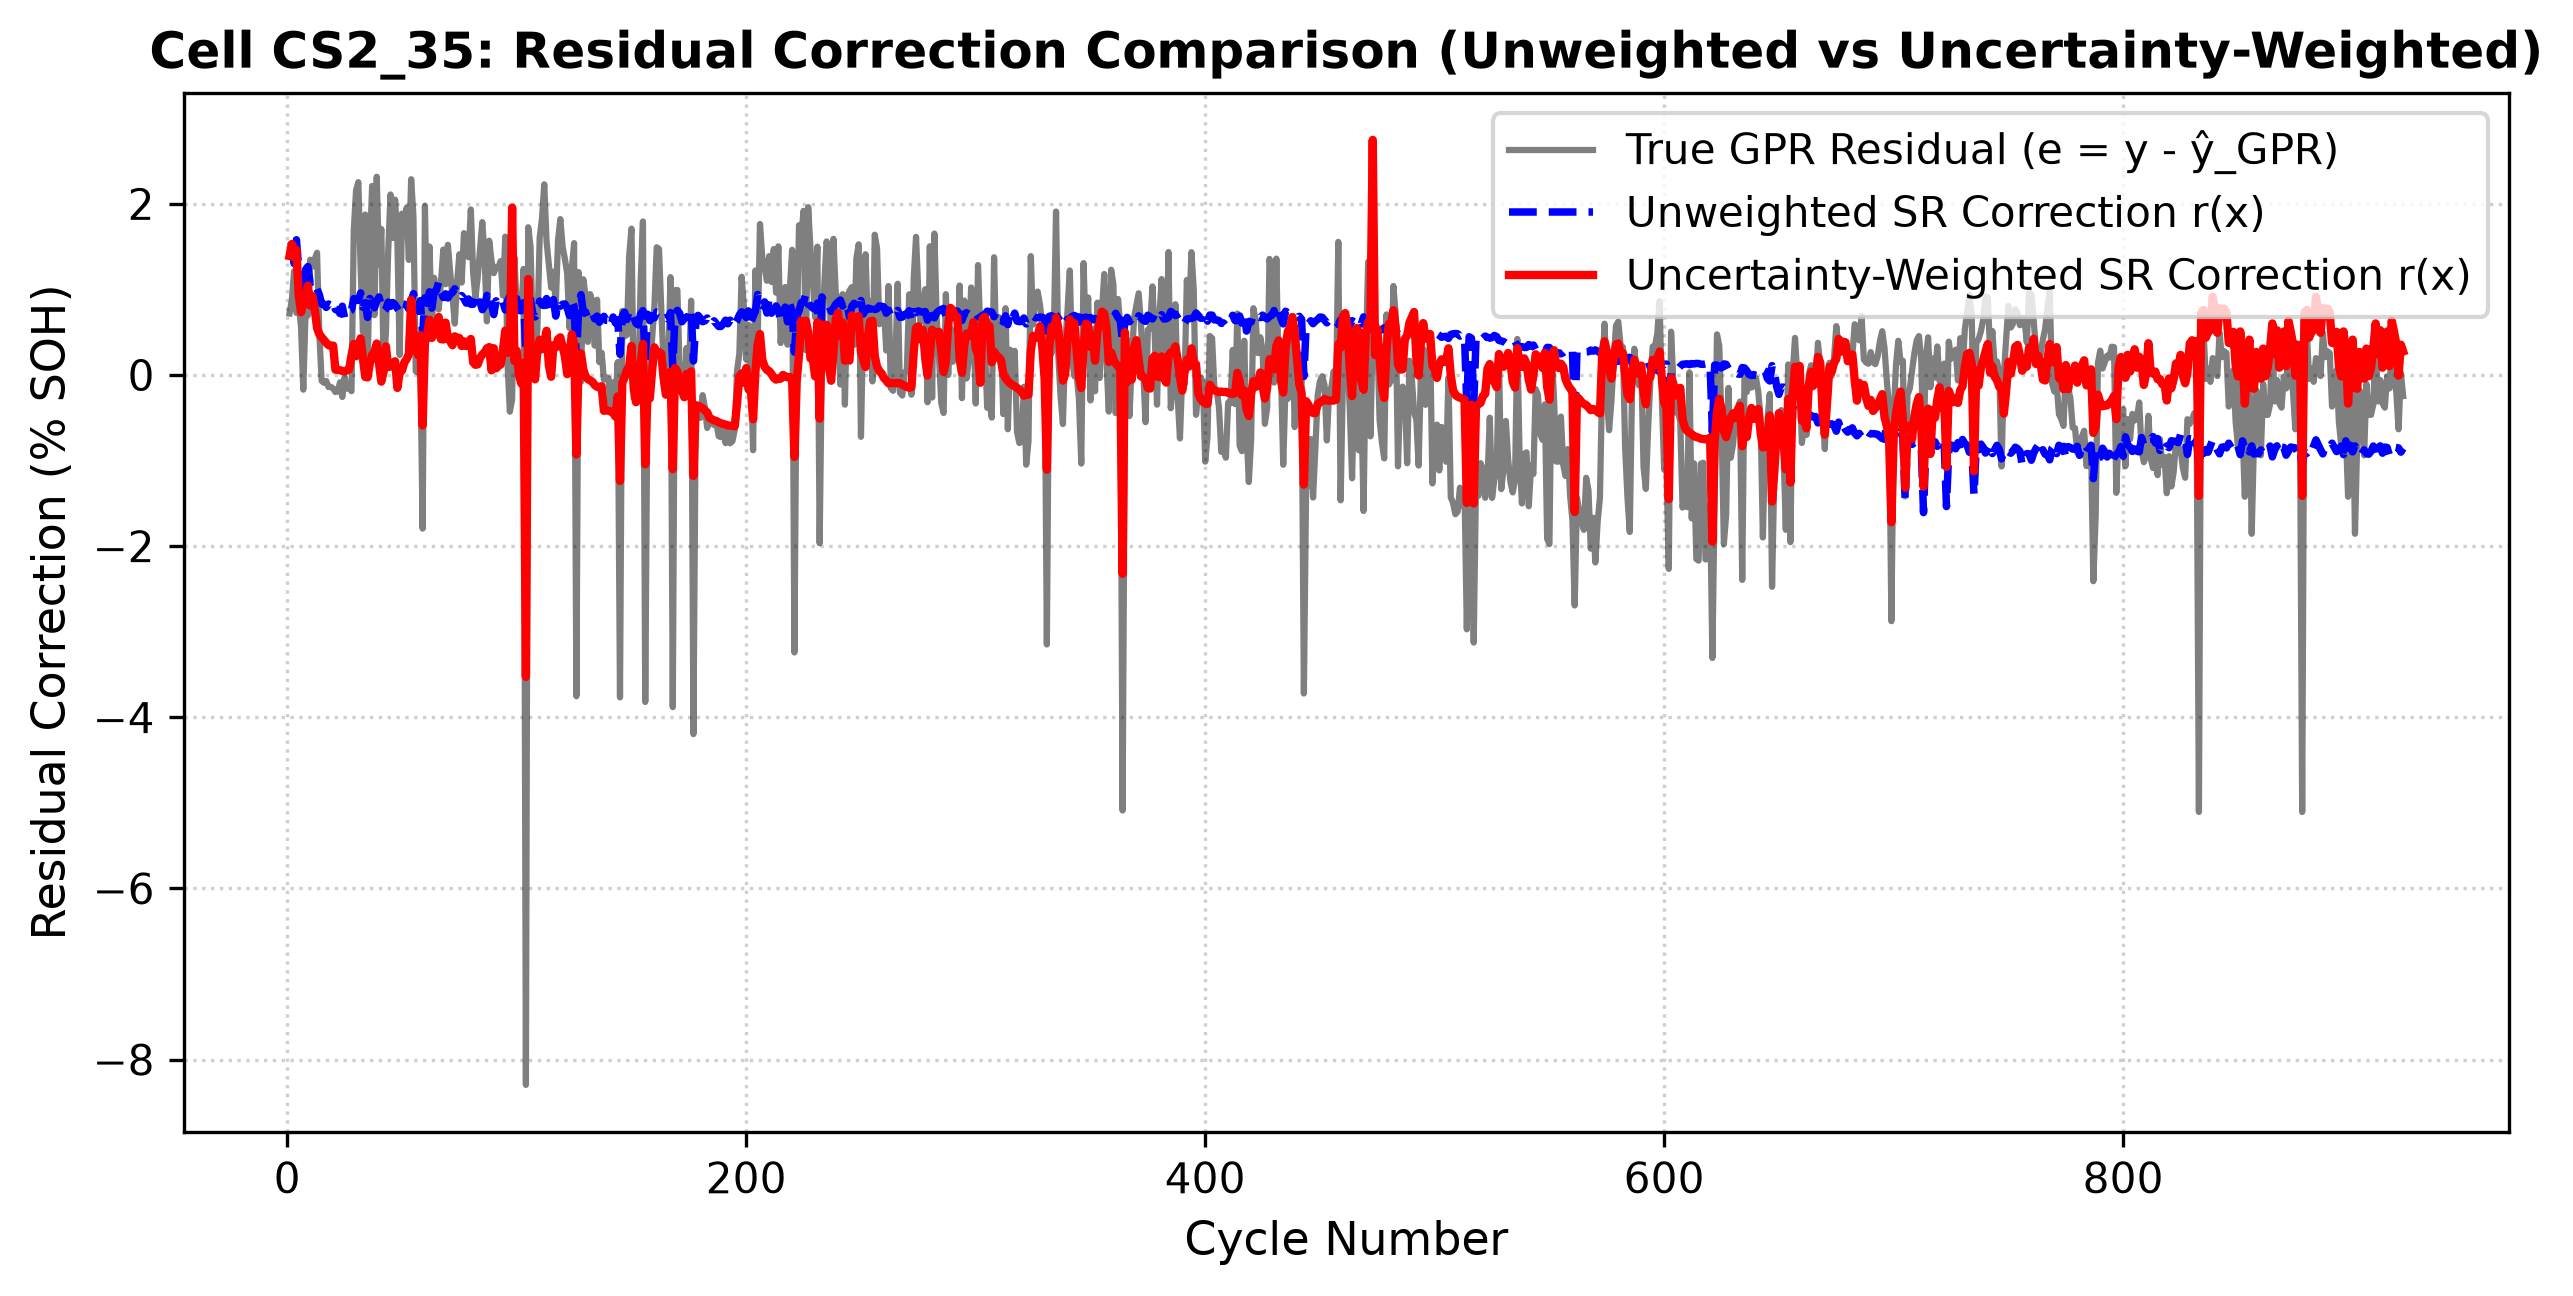 Cell CS2_35: Residual Correction Comparison (Unweighted vs Uncertainty-Weighted)
True GPR Residual (e = y - ŷ_GPR)
Unweighted SR Correction r(x)
Uncertainty-Weighted SR Correction r(x)
Residual Correction (% SOH)
2
0
−2
−4
−6
−8
0 200 400 600 800
Cycle Number